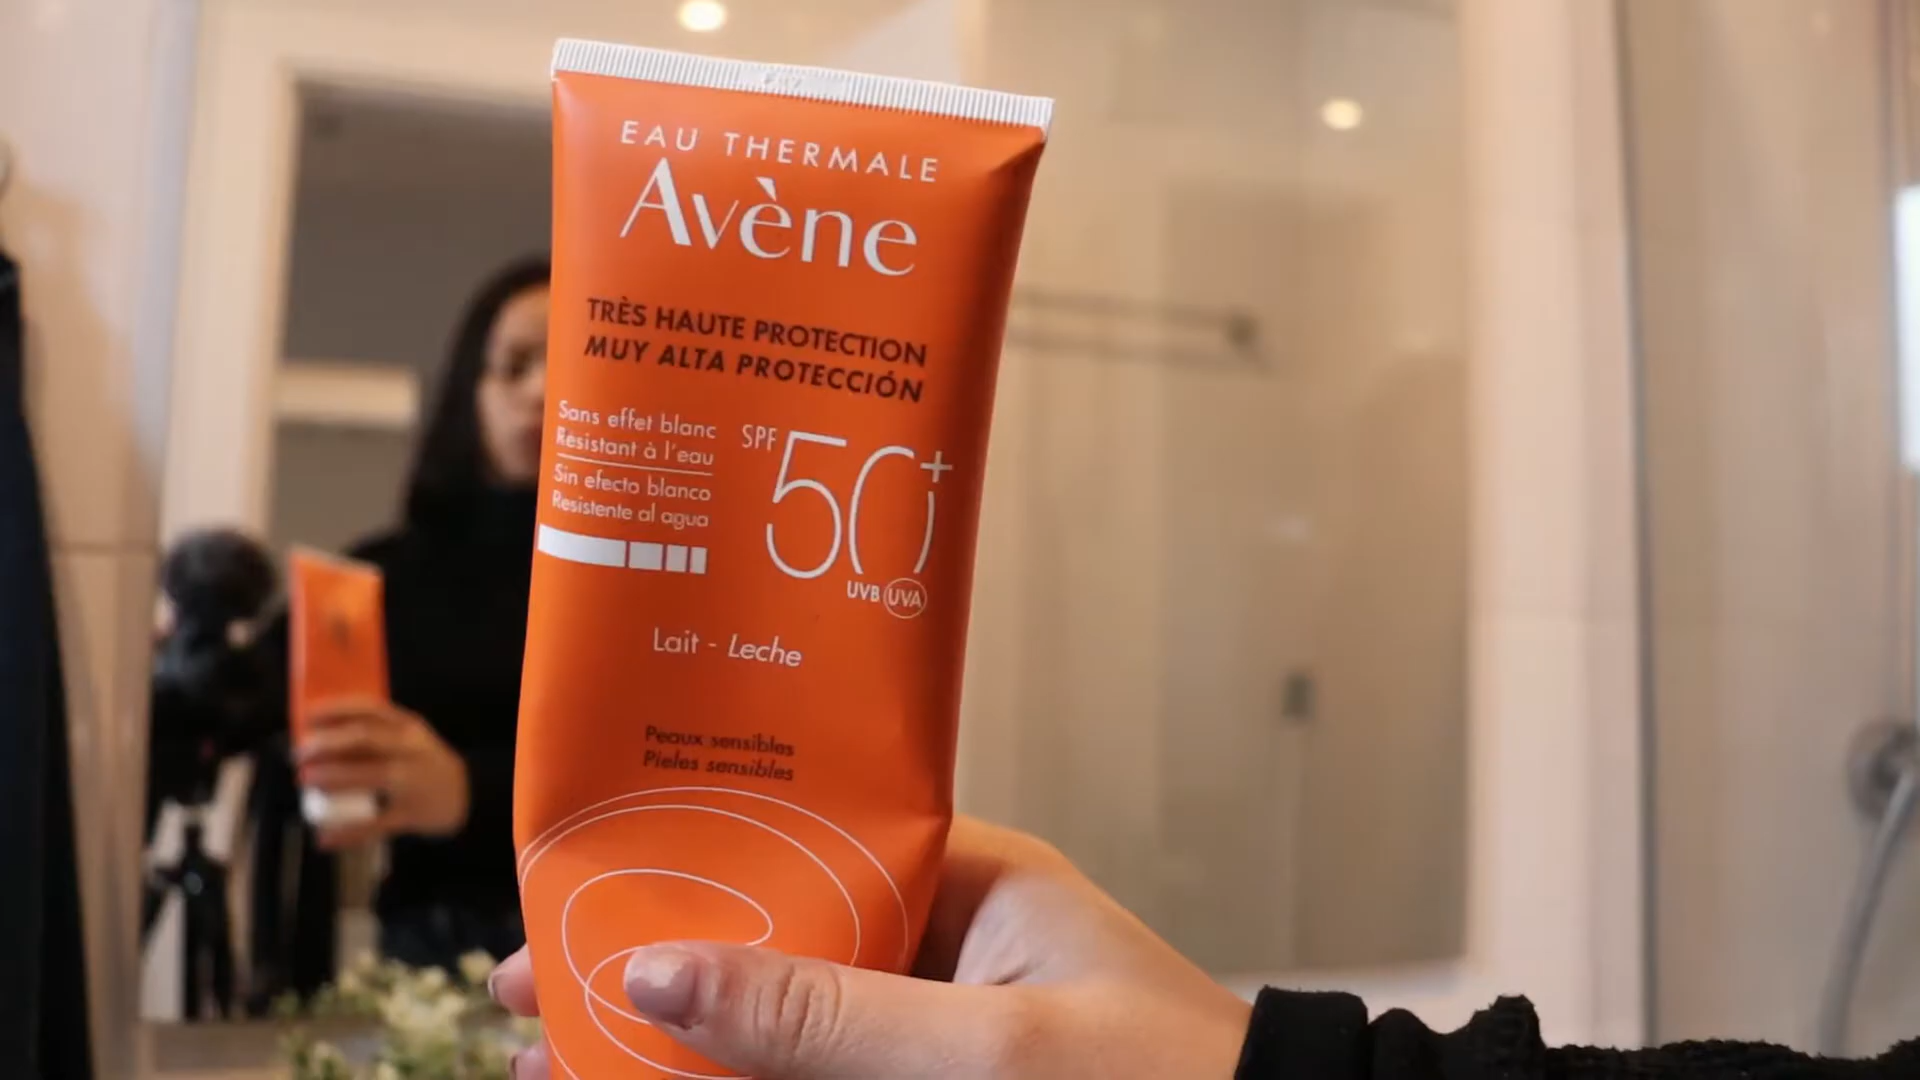 EAU THERMALE
Avène
TRÈS HAUTE PROTECTION
MUY ALTA PROTECCIÓN
Sans effet blanc
Résistant à l'eau
Sin efecto blanco
Resistente al agua
SPF 50+
UVB UVA
Lait - Leche
Peaux sensibles
Pieles sensibles